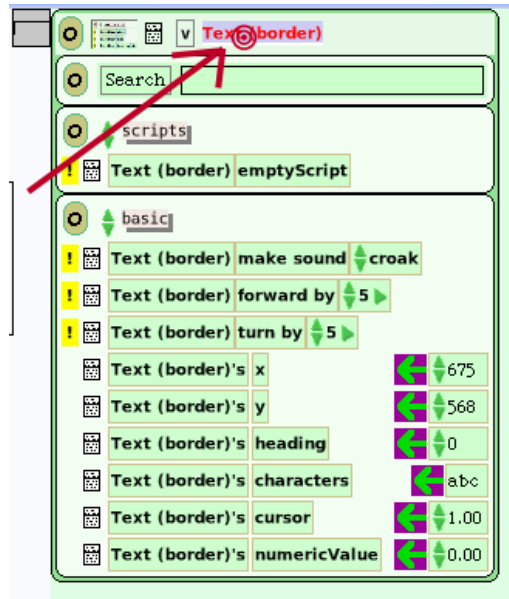 v Text (border)
Search
scripts
! Text (border) emptyScript
basic
! Text (border) make sound croak
! Text (border) forward by 5
! Text (border) turn by 5
Text (border)'s x 675
Text (border)'s y 568
Text (border)'s heading 0
Text (border)'s characters abc
Text (border)'s cursor 1.00
Text (border)'s numericValue 0.00